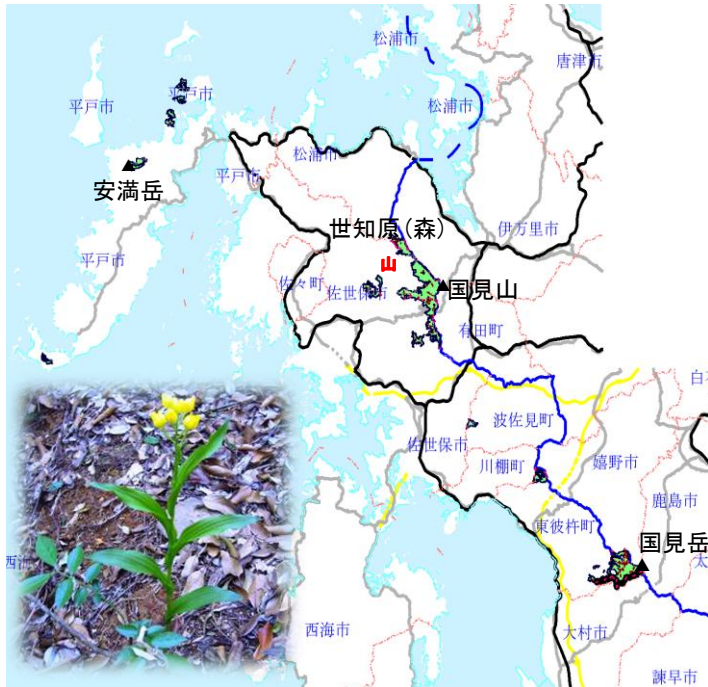 松浦市
唐津市
平戸市
平戸市
松浦市
松浦市
平戸市
安満岳
世知原(森)
伊万里市
山
佐々町
佐世保市
国見山
平戸市
有田町
白石
波佐見町
佐世保市
嬉野市
川棚町
鹿島市
東彼杵町
国見岳
西海
太
西海市
大村市
諫早市